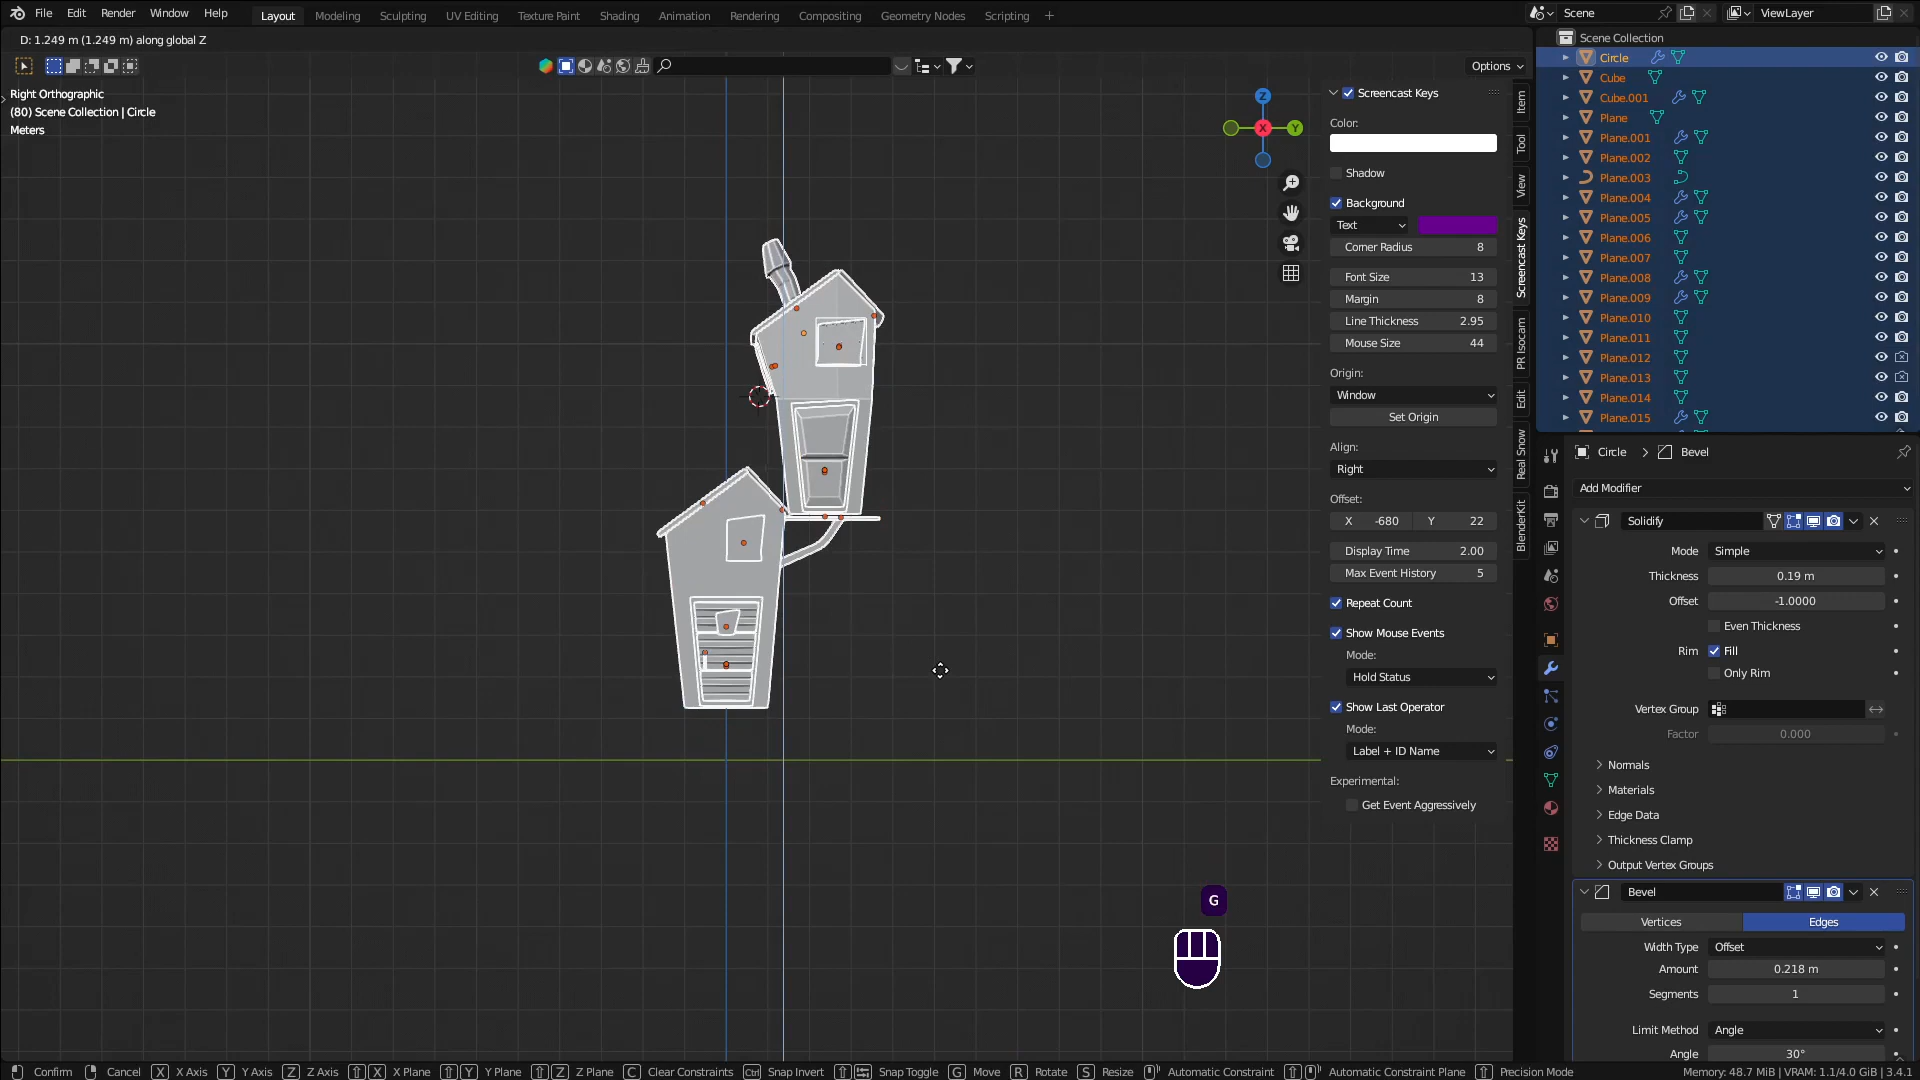 File Edit Render Window Help Layout Modeling Sculpting UV Editing Texture Paint Shading Animation Rendering Compositing Geometry Nodes Scripting + Scene ViewLayer
D: 1.249 m (1.249 m) along global Z
Options
Right Orthographic
(80) Scene Collection | Circle
Meters
Z
Y
X
Screencast Keys
Color:
Shadow
Background
Text
Corner Radius 8
Font Size 13
Margin 8
Line Thickness 2.95
Mouse Size 44
Origin:
Window
Set Origin
Align:
Right
Offset:
X -680 Y 22
Display Time 2.00
Max Event History 5
Repeat Count
Show Mouse Events
Mode:
Hold Status
Show Last Operator
Mode:
Label + ID Name
Experimental:
Get Event Aggressively
Item
Tool
View
Screencast Keys
PR Isocam
Edit
Real Snow
BlenderKit
Scene Collection
Circle
Cube
Cube.001
Plane
Plane.001
Plane.002
Plane.003
Plane.004
Plane.005
Plane.006
Plane.007
Plane.008
Plane.009
Plane.010
Plane.011
Plane.012
Plane.013
Plane.014
Plane.015
Circle > Bevel
Add Modifier
Solidify
Mode Simple
Thickness 0.19 m
Offset -1.0000
Even Thickness
Rim Fill
Only Rim
Vertex Group
Factor 0.000
Normals
Materials
Edge Data
Thickness Clamp
Output Vertex Groups
Bevel
Vertices Edges
Width Type Offset
Amount 0.218 m
Segments 1
Limit Method Angle
Angle 30°
G
Confirm Cancel X X Axis Y Y Axis Z Z Axis X X Plane Y Y Plane Z Z Plane C Clear Constraints Ctrl Snap Invert Snap Toggle G Move R Rotate S Resize Automatic Constraint Automatic Constraint Plane Precision Mode Memory: 48.7 MiB | VRAM: 1.1/4.0 GiB | 3.4.1